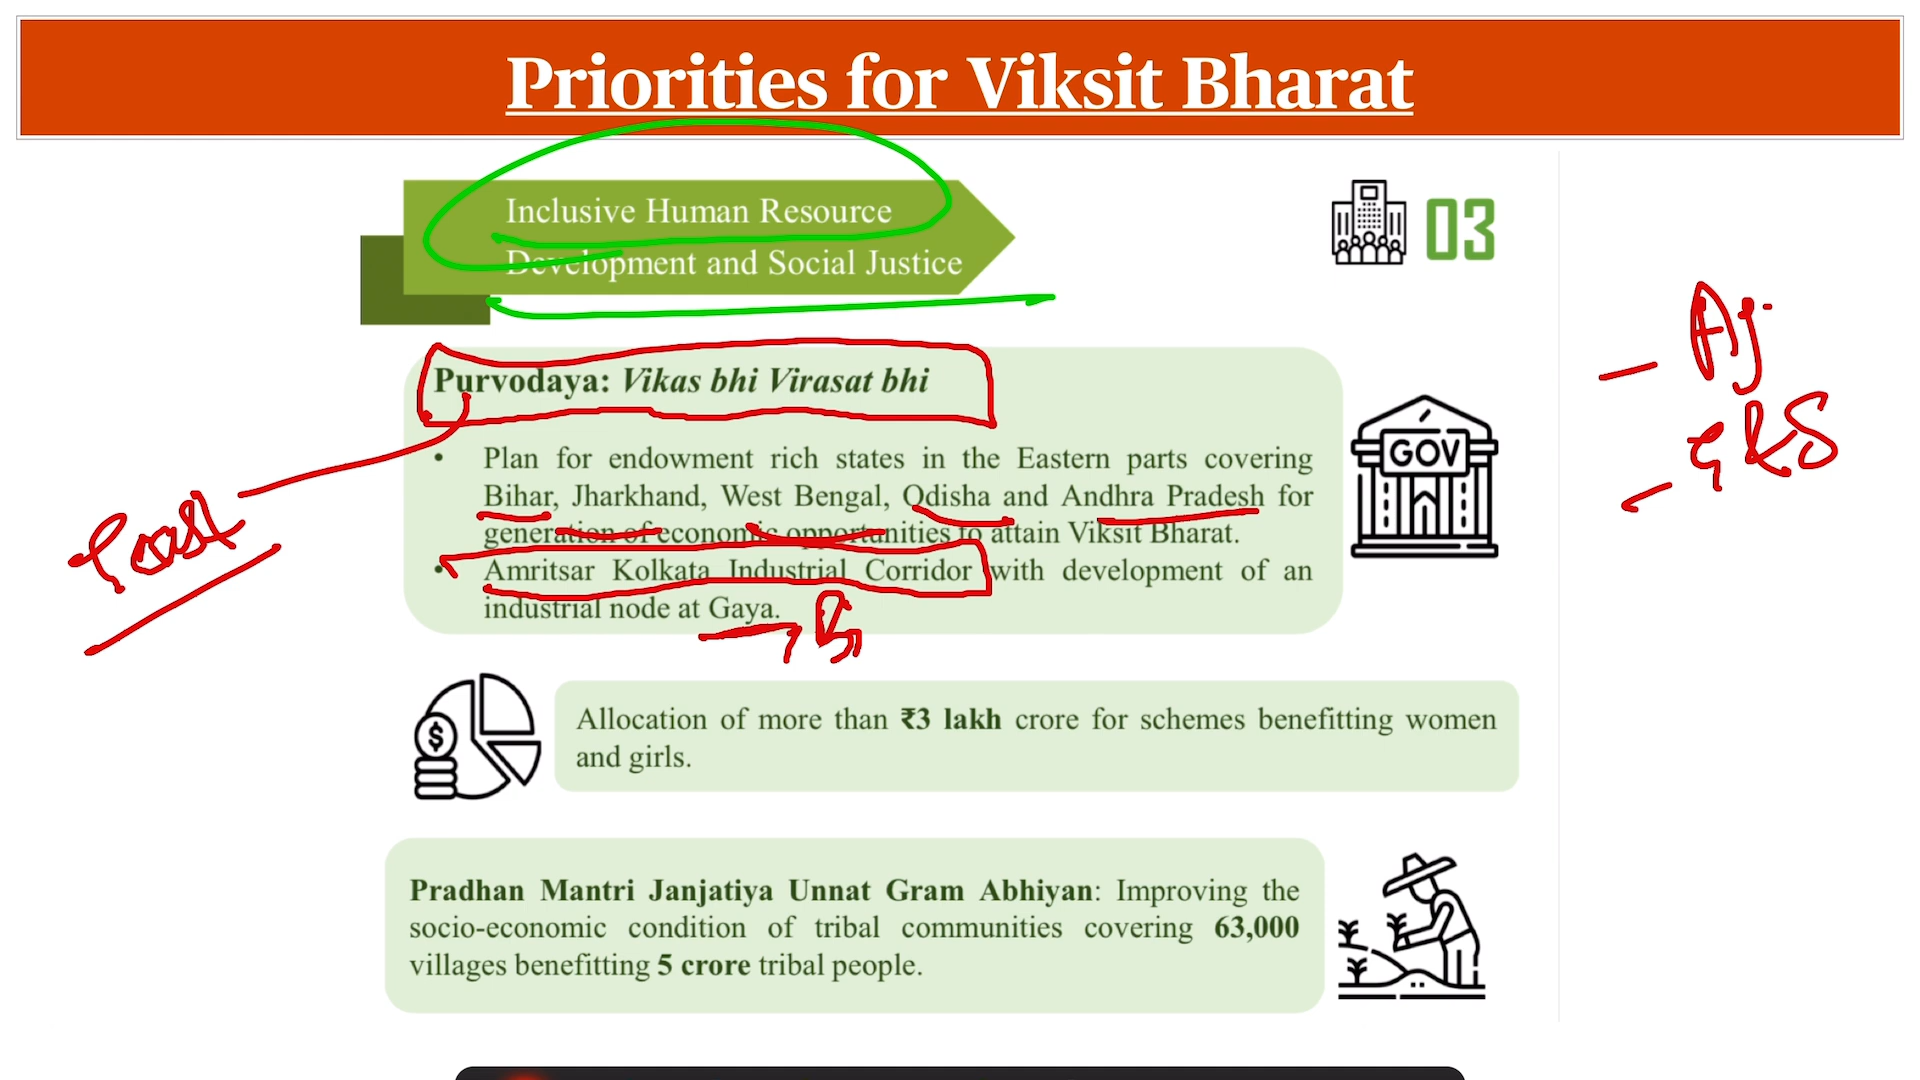 Priorities for Viksit Bharat
Inclusive Human Resource
Development and Social Justice
03
Purvodaya: Vikas bhi Virasat bhi
• Plan for endowment rich states in the Eastern parts covering
Bihar, Jharkhand, West Bengal, Odisha and Andhra Pradesh for
generation of economic opportunities to attain Viksit Bharat.
• Amritsar Kolkata Industrial Corridor with development of an
industrial node at Gaya.
GOV
$
Allocation of more than ₹3 lakh crore for schemes benefitting women
and girls.
Pradhan Mantri Janjatiya Unnat Gram Abhiyan: Improving the
socio-economic condition of tribal communities covering 63,000
villages benefitting 5 crore tribal people.